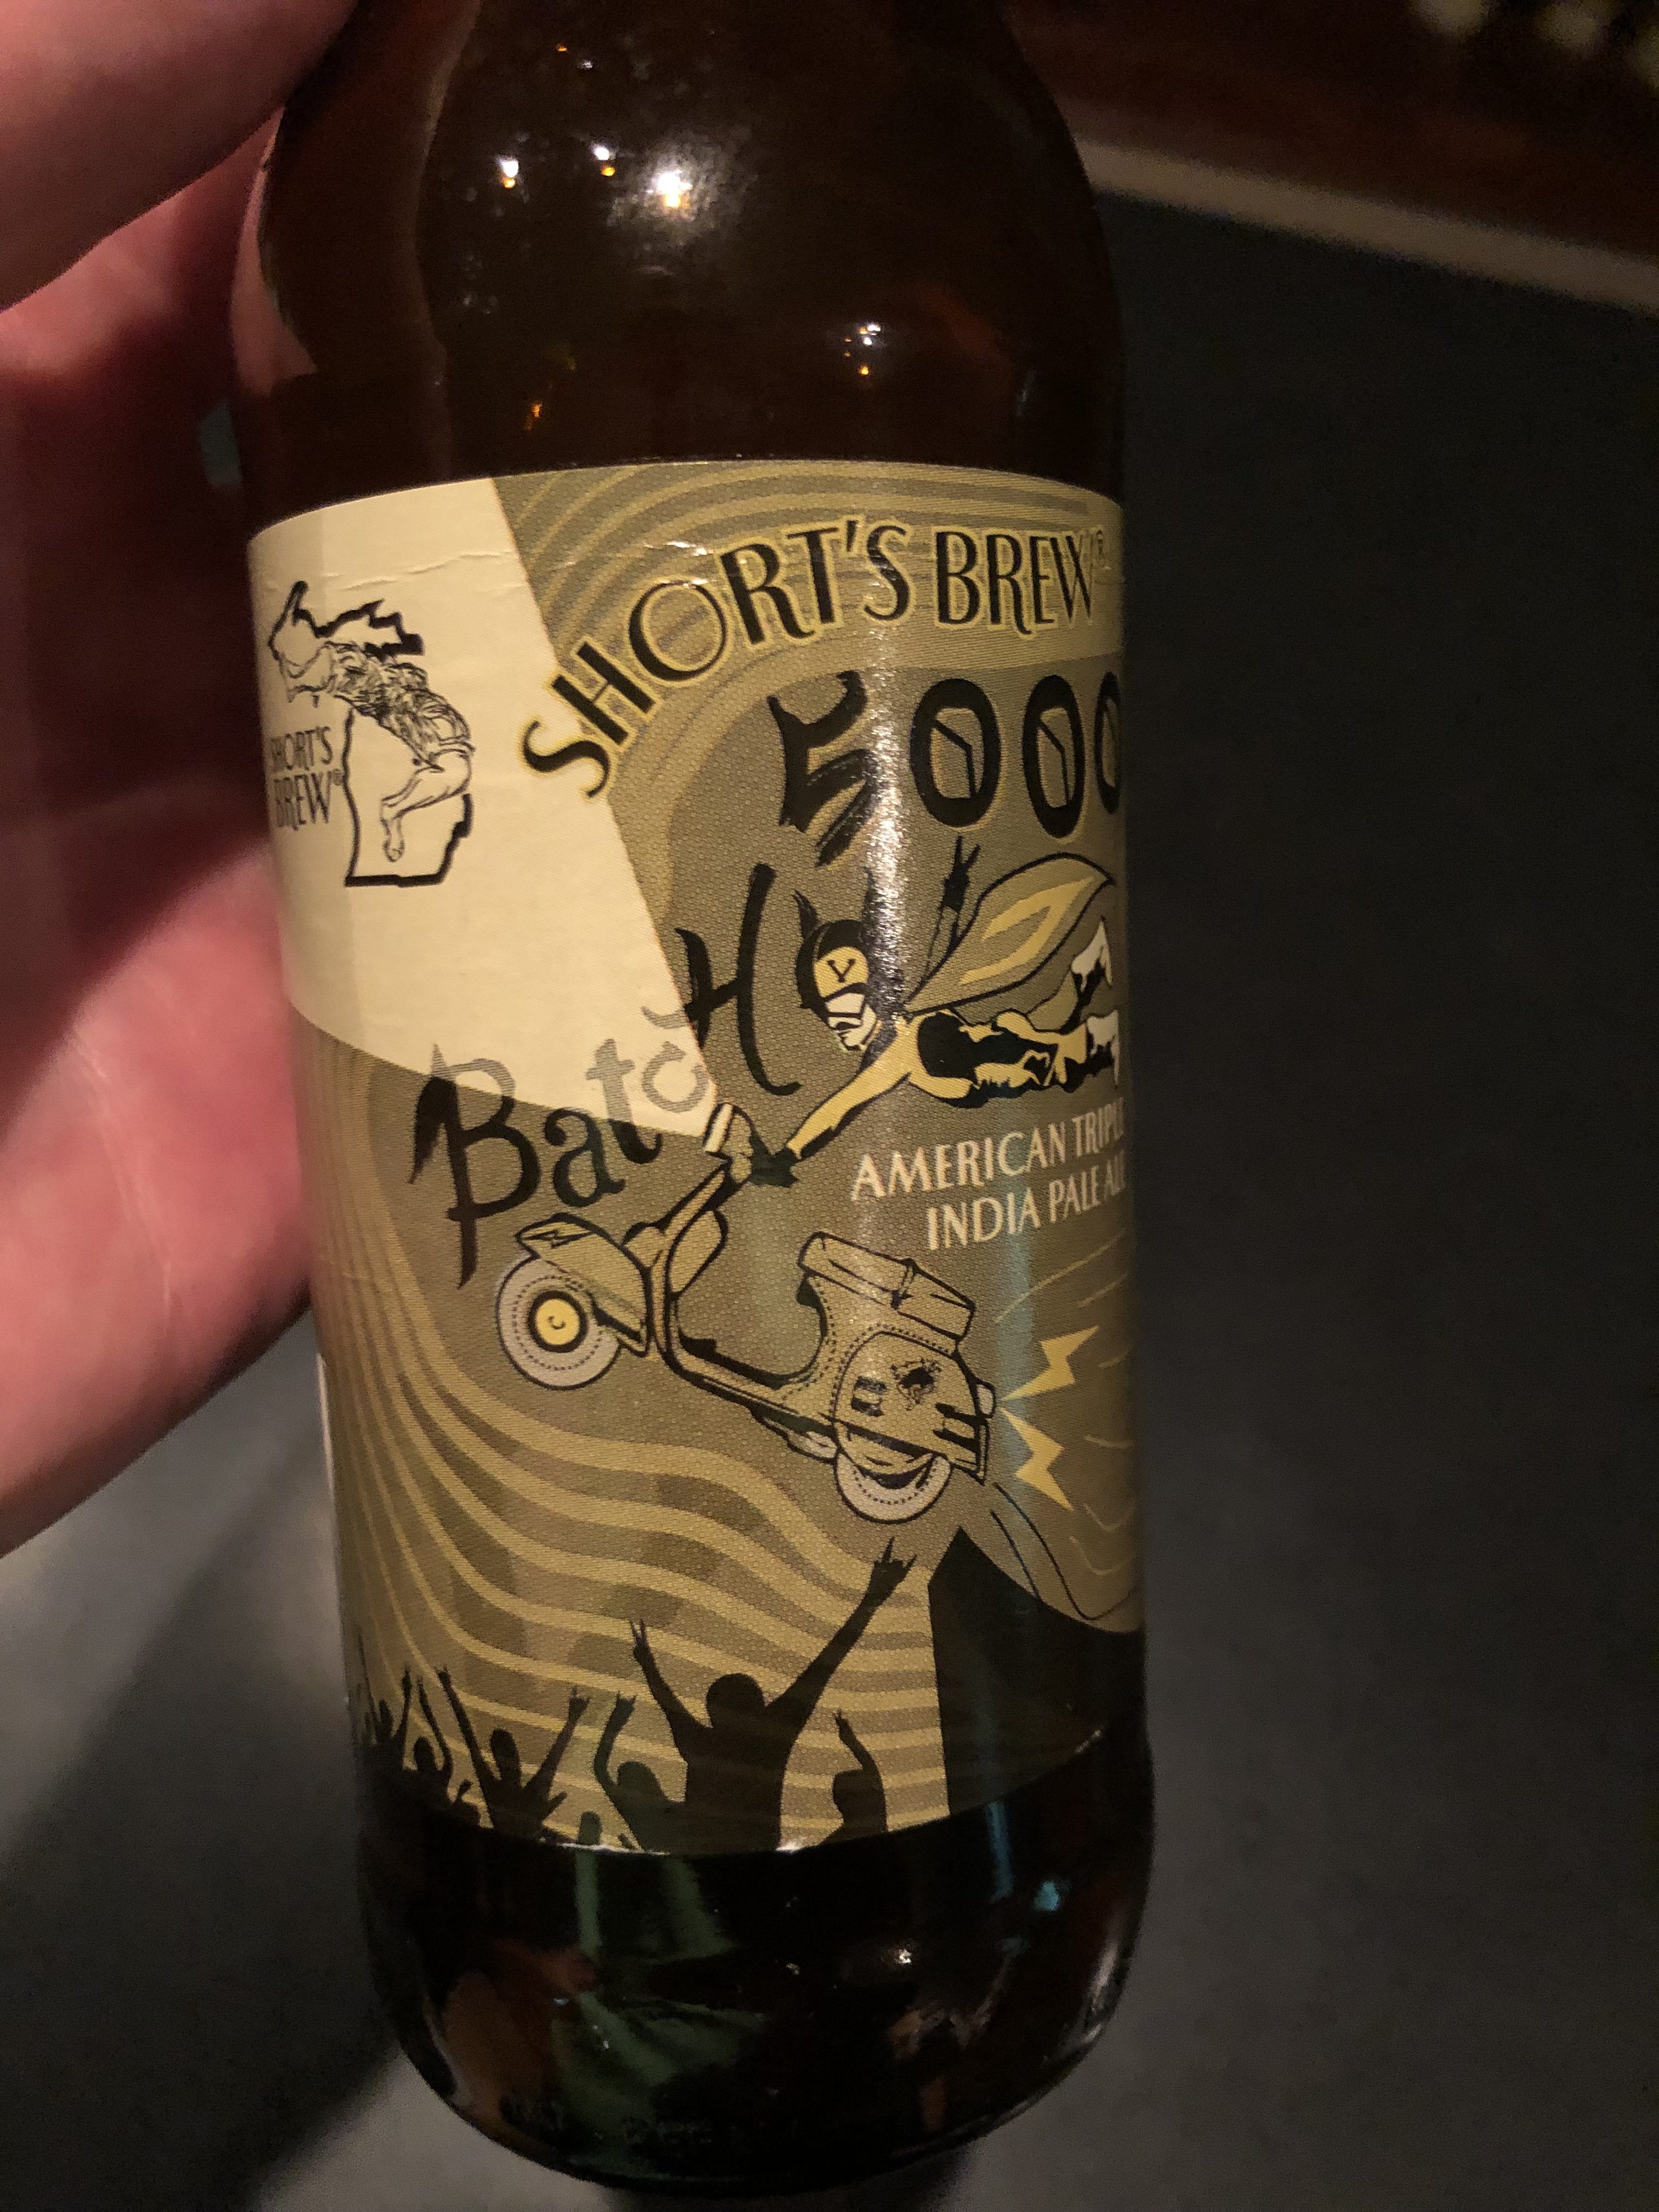 SHORT'S BREW®
SHORT'S
BREW®
5000
Batch
AMERICAN TRIPLE
INDIA PALE ALE